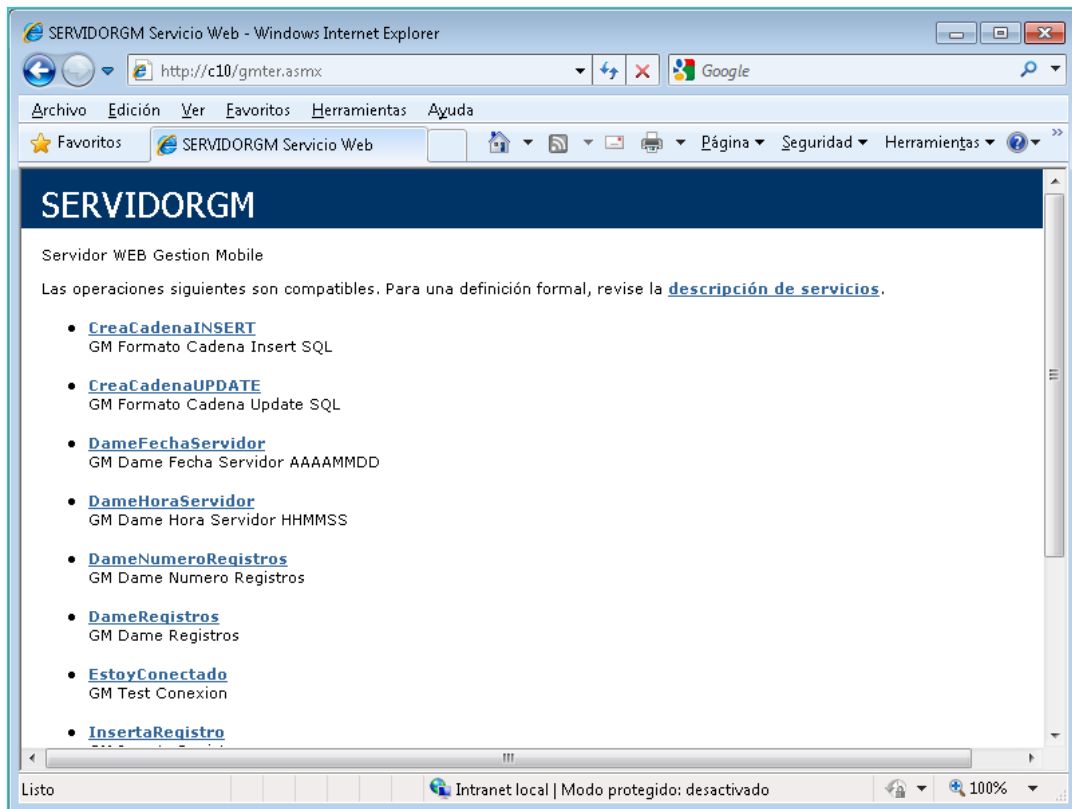 SERVIDORGM Servicio Web - Windows Internet Explorer
http://c10/gmter.asmx
Google
Archivo Edición Ver Favoritos Herramientas Ayuda
Favoritos SERVIDORGM Servicio Web Página Seguridad Herramientas
SERVIDORGM
Servidor WEB Gestion Mobile
Las operaciones siguientes son compatibles. Para una definición formal, revise la descripción de servicios.
CreaCadenaINSERT
GM Formato Cadena Insert SQL
CreaCadenaUPDATE
GM Formato Cadena Update SQL
DameFechaServidor
GM Dame Fecha Servidor AAAAMMDD
DameHoraServidor
GM Dame Hora Servidor HHMMSS
DameNumeroRegistros
GM Dame Numero Registros
DameRegistros
GM Dame Registros
EstoyConectado
GM Test Conexion
InsertaRegistro
Listo Intranet local | Modo protegido: desactivado 100%